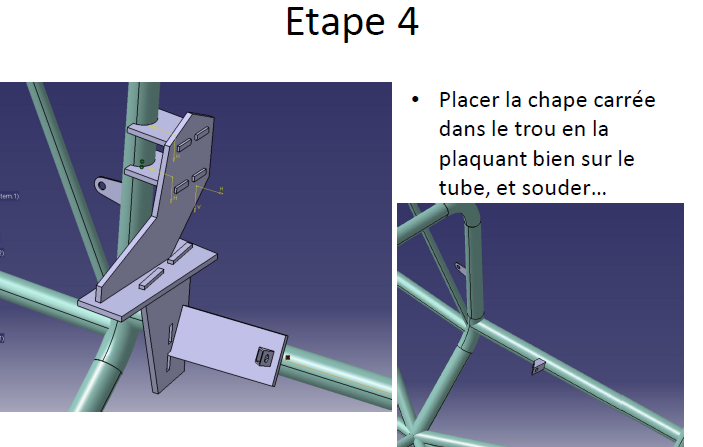 Etape 4
• Placer la chape carrée
dans le trou en la
plaquant bien sur le
tube, et souder...